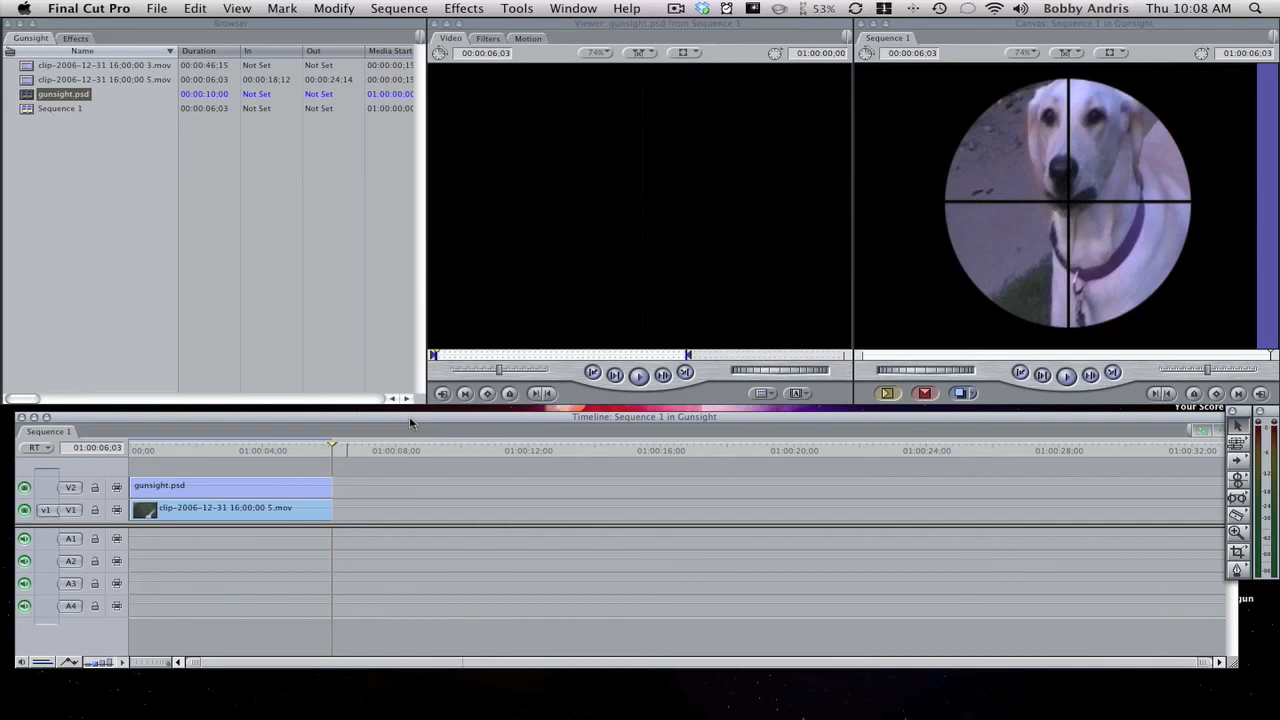 Final Cut Pro File Edit View Mark Modify Sequence Effects Tools Window Help 53% Bobby Andris Thu 10:08 AM
Browser
Viewer: gunsight.psd from Sequence 1
Canvas: Sequence 1 in Gunsight
Gunsight Effects
Video Filters Motion
Sequence 1
Name Duration In Out Media Start
00:00:06;03 74% 01:00:00;00
00:00:06;03 74% 01:00:06;03
clip-2006-12-31 16;00;00 3.mov 00:00:46;15 Not Set Not Set 00:00:00;15
clip-2006-12-31 16;00;00 5.mov 00:00:06;03 00:00:18;12 00:00:24;14 00:00:00;15
gunsight.psd 00:00:10;00 Not Set Not Set 01:00:00;00
Sequence 1 00:00:06;03 Not Set Not Set 01:00:00;00
Your Score
Timeline: Sequence 1 in Gunsight
Sequence 1
RT 01:00:06;03 00;00 01:00:04;00 01:00:08;00 01:00:12;00 01:00:16;00 01:00:20;00 01:00:24;00 01:00:28;00 01:00:32;00
V2 gunsight.psd
v1 V1 clip-2006-12-31 16;00;00 5.mov
A1
A2
A3
A4
gun